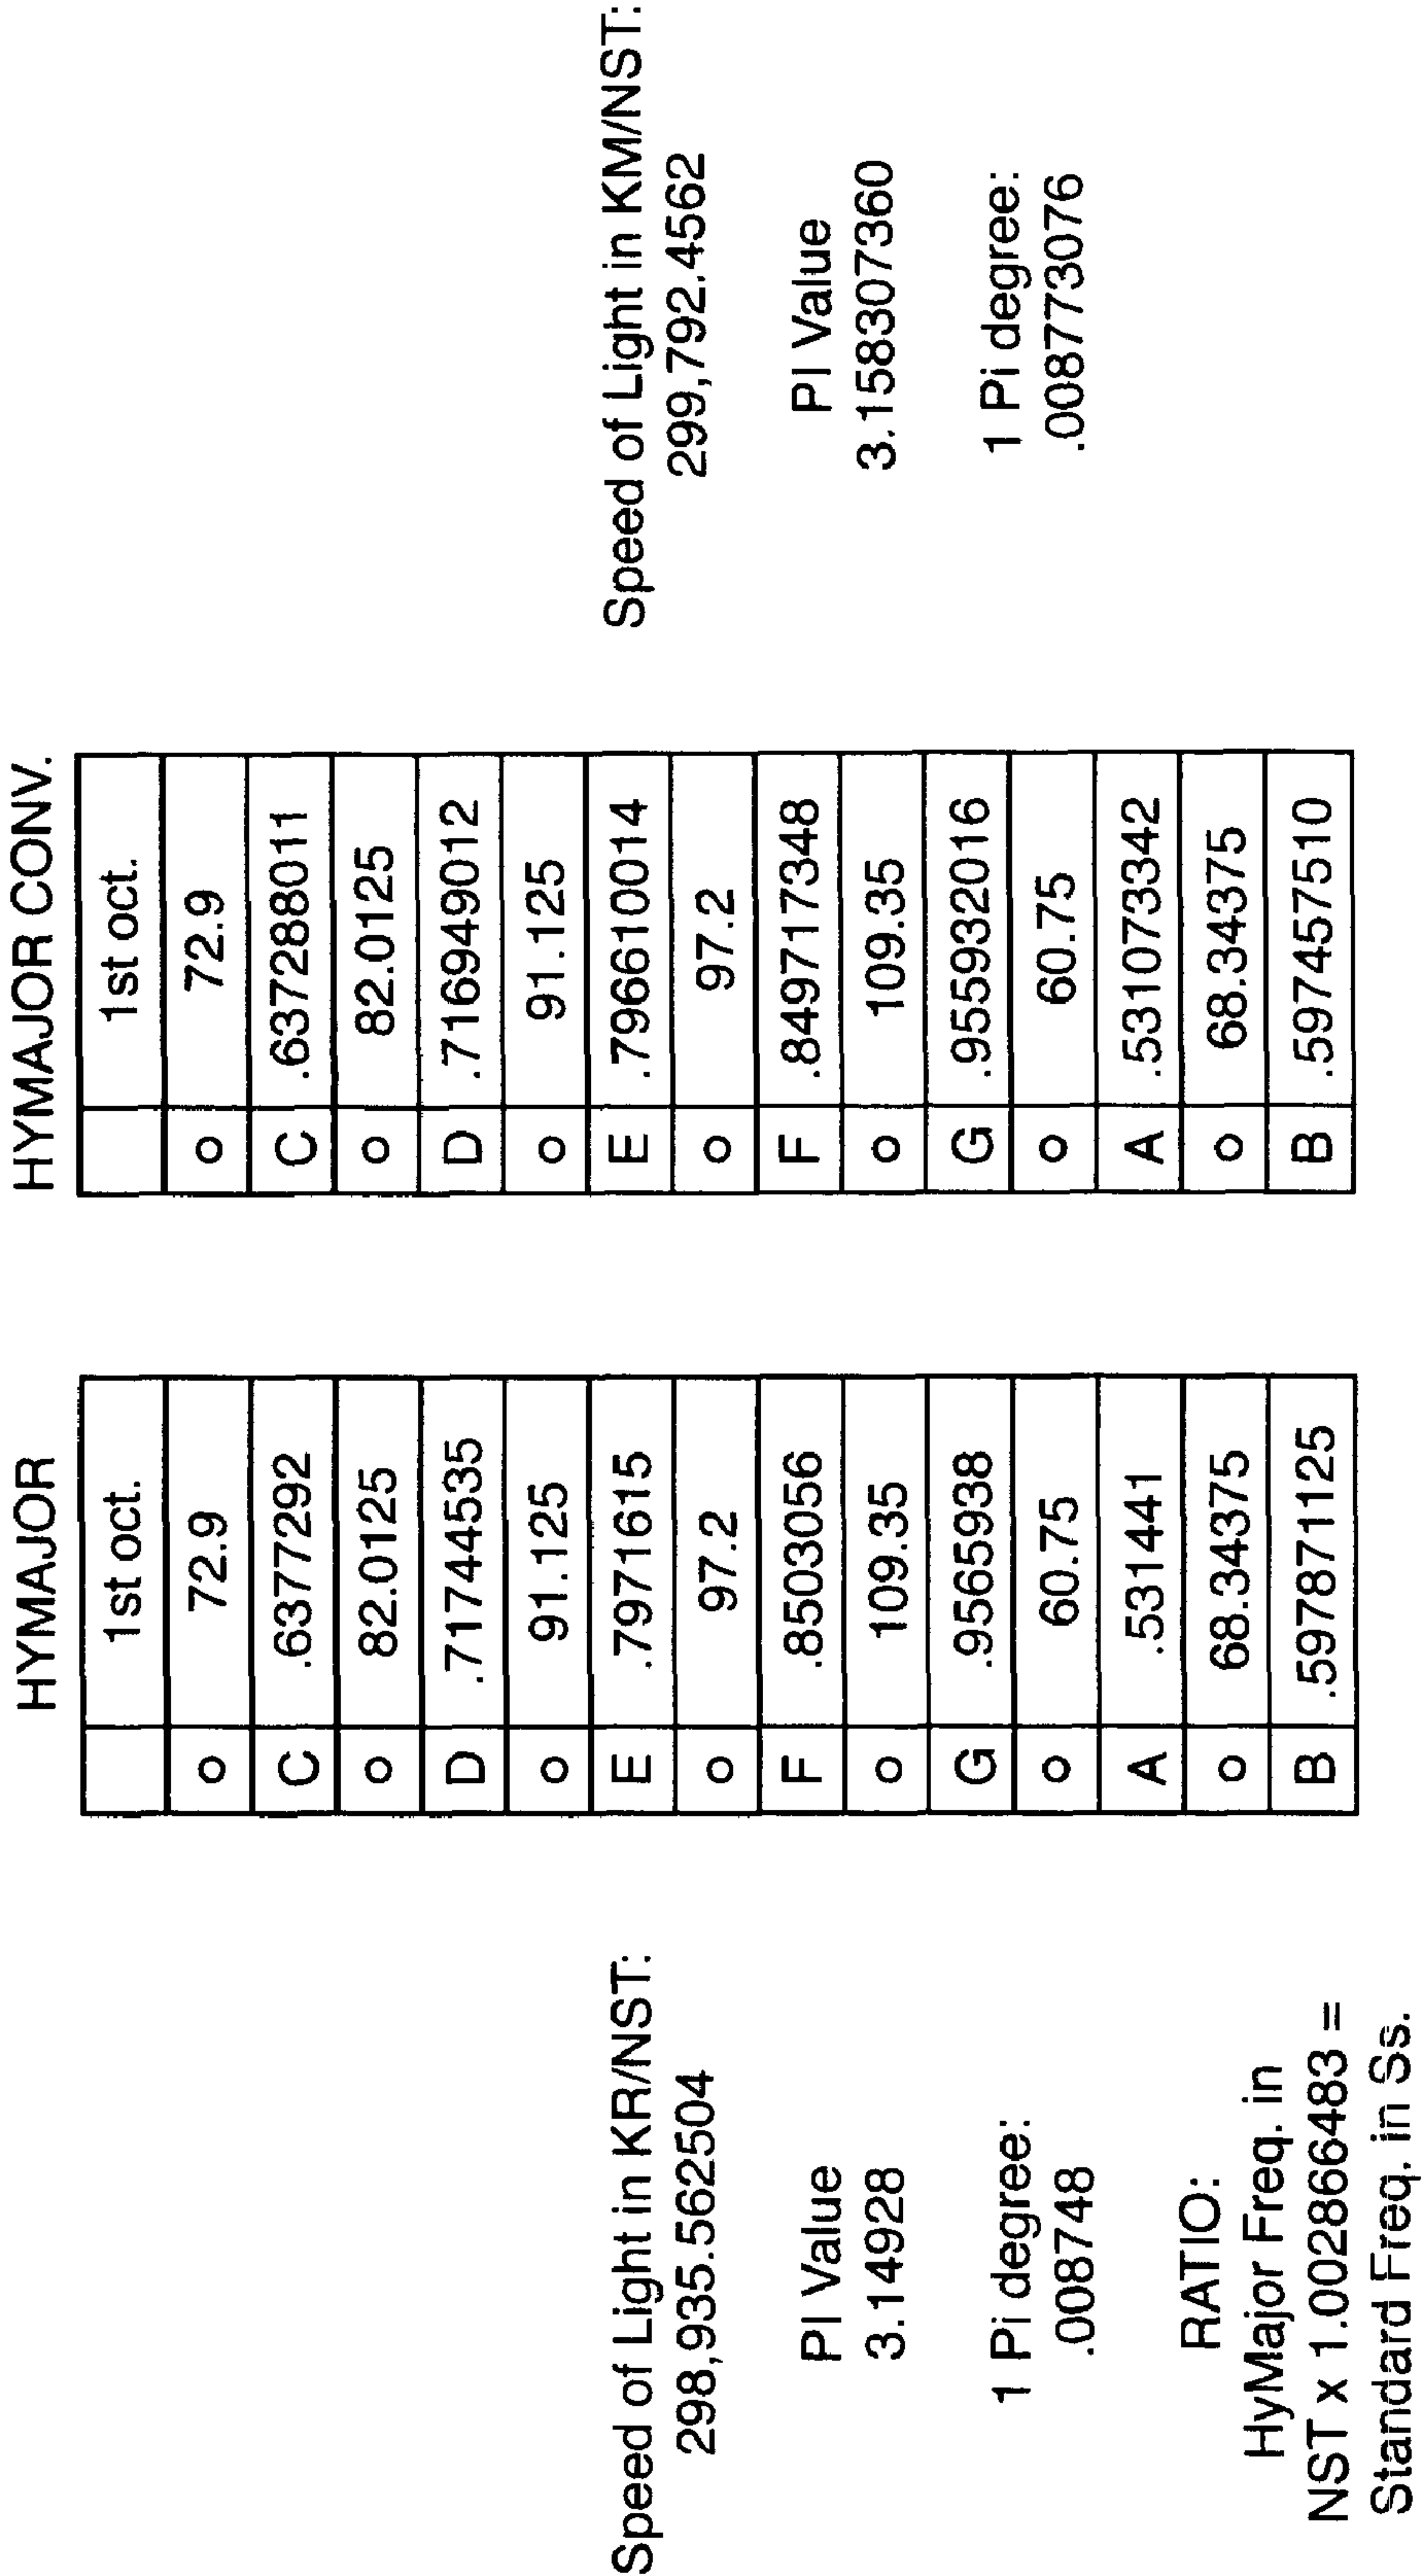 Speed of Light in KR/NST:
298,935.562504
PI Value
3.14928
1 Pi degree:
.008748
RATIO:
HyMajor Freq. in
NST x 1.002866483 =
Standard Freq. in Ss.
HYMAJOR
1st oct.
o 72.9
C .6377292
o 82.0125
D .71744535
o 91.125
E .7971615
o 97.2
F .8503056
o 109.35
G .9565938
o 60.75
A .531441
o 68.34375
B .597871125
HYMAJOR CONV.
1st oct.
o 72.9
C .637288011
o 82.0125
D .716949012
o 91.125
E .796610014
o 97.2
F .849717348
o 109.35
G .955932016
o 60.75
A .531073342
o 68.34375
B .597457510
Speed of Light in KM/NST:
299,792.4562
PI Value
3.158307360
1 Pi degree:
.008773076